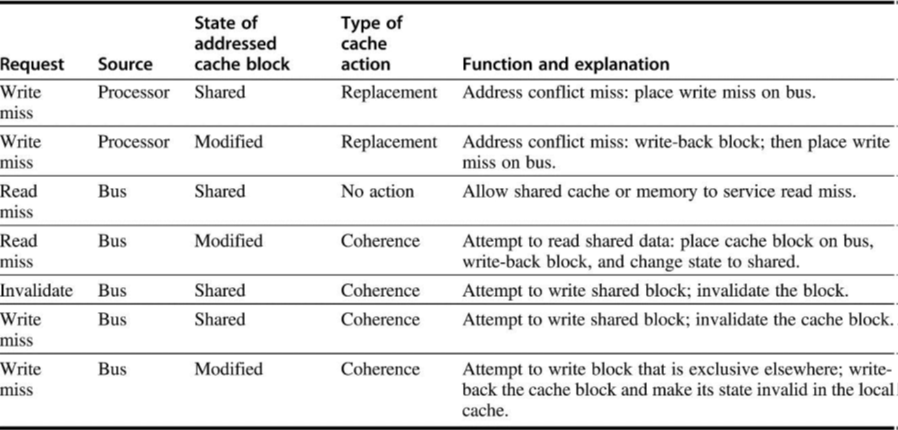 Request Source State of addressed cache block Type of cache action Function and explanation
Write miss Processor Shared Replacement Address conflict miss: place write miss on bus.
Write miss Processor Modified Replacement Address conflict miss: write-back block; then place write miss on bus.
Read miss Bus Shared No action Allow shared cache or memory to service read miss.
Read miss Bus Modified Coherence Attempt to read shared data: place cache block on bus, write-back block, and change state to shared.
Invalidate Bus Shared Coherence Attempt to write shared block; invalidate the block.
Write miss Bus Shared Coherence Attempt to write shared block; invalidate the cache block.
Write miss Bus Modified Coherence Attempt to write block that is exclusive elsewhere; write-back the cache block and make its state invalid in the local cache.